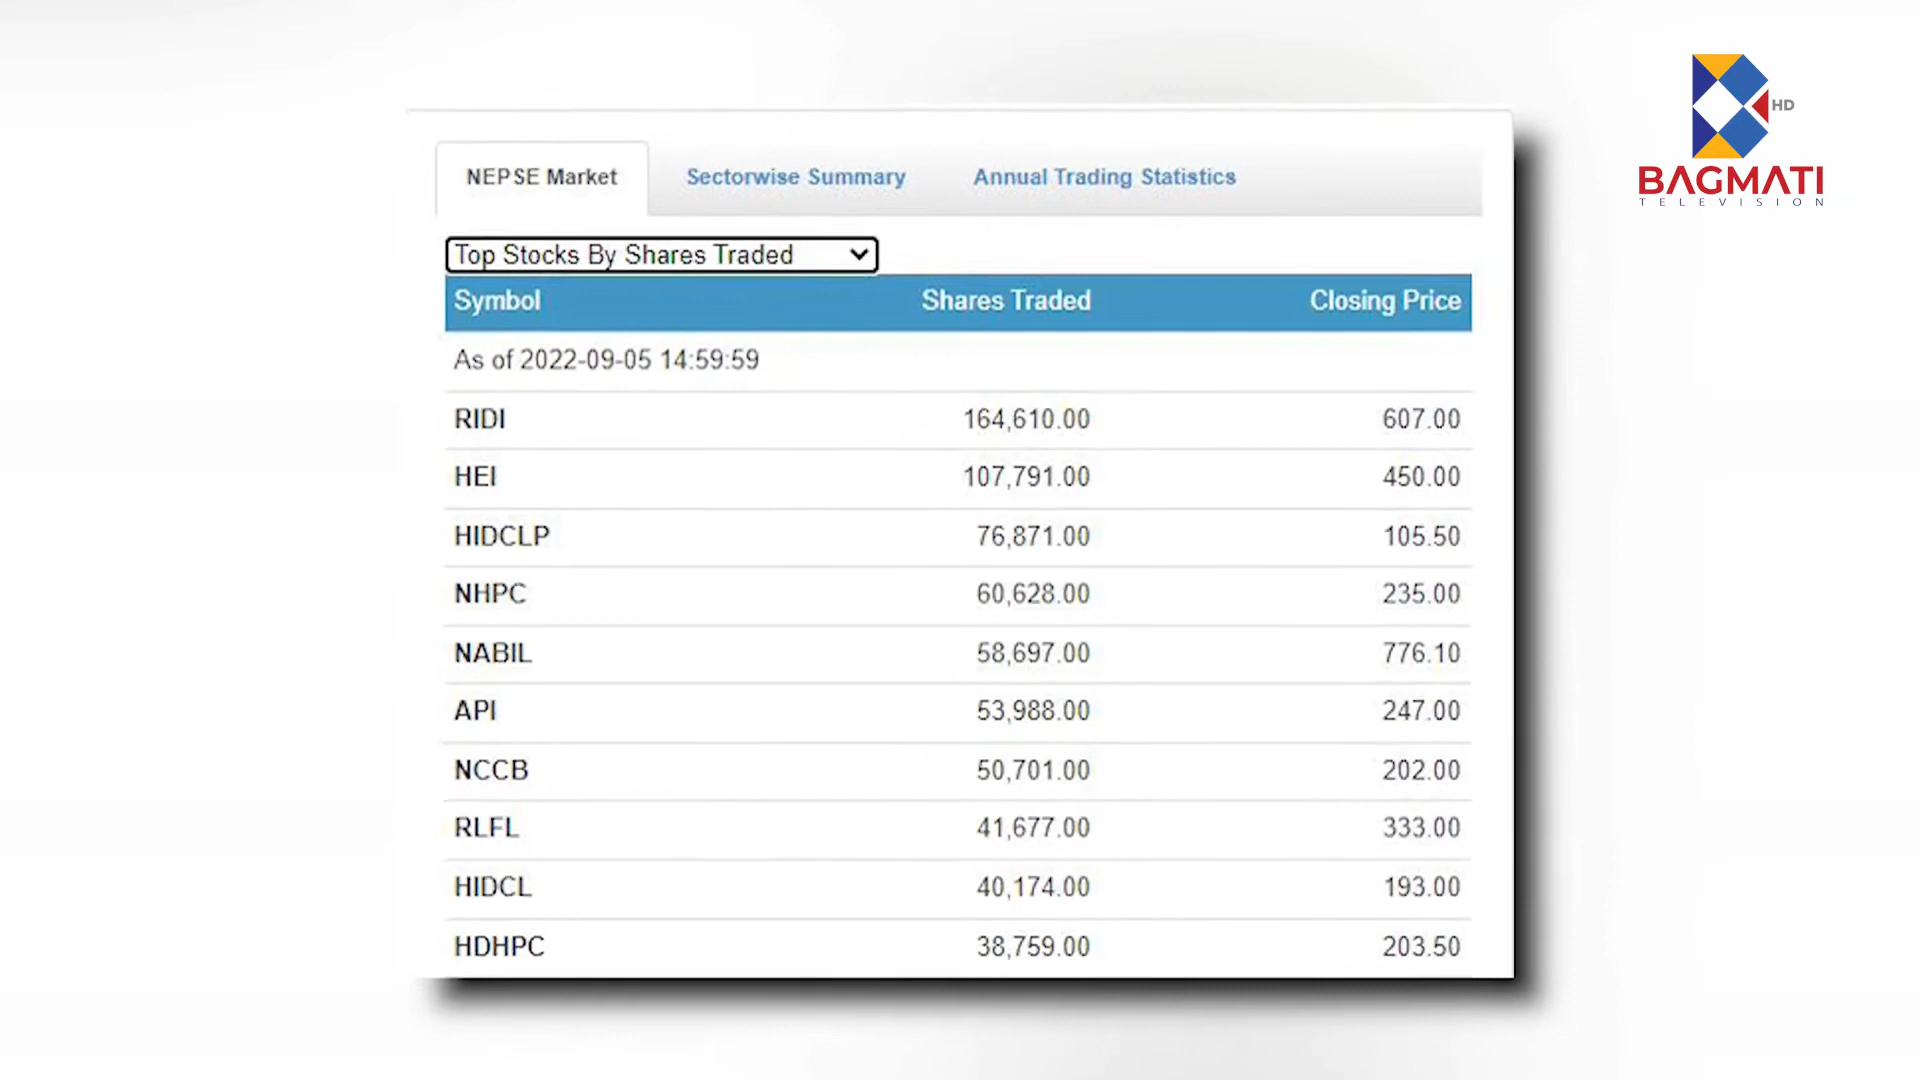 HD
BAGMATI
TELEVISION
NEPSE Market Sectorwise Summary Annual Trading Statistics
Top Stocks By Shares Traded
Symbol Shares Traded Closing Price
As of 2022-09-05 14:59:59
RIDI 164,610.00 607.00
HEI 107,791.00 450.00
HIDCLP 76,871.00 105.50
NHPC 60,628.00 235.00
NABIL 58,697.00 776.10
API 53,988.00 247.00
NCCB 50,701.00 202.00
RLFL 41,677.00 333.00
HIDCL 40,174.00 193.00
HDHPC 38,759.00 203.50